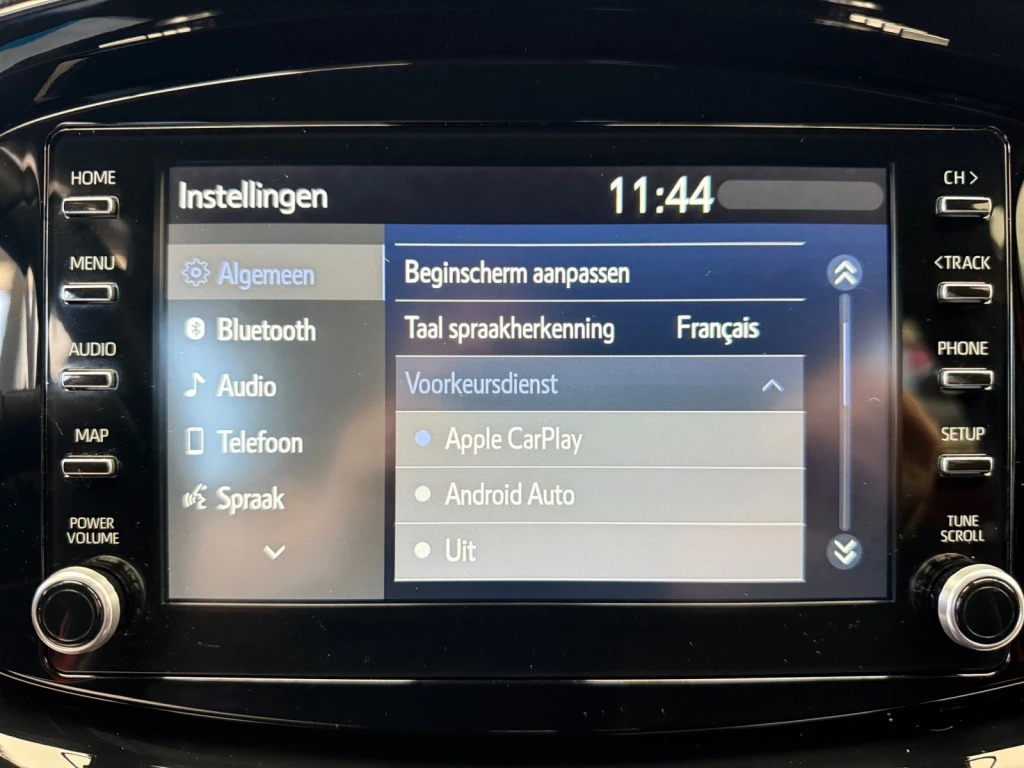 HOME
MENU
AUDIO
MAP
POWER
VOLUME
Instellingen 11:44
Algemeen
Bluetooth
Audio
Telefoon
Spraak
Beginscherm aanpassen
Taal spraakherkenning Français
Voorkeursdienst
Apple CarPlay
Android Auto
Uit
CH >
< TRACK
PHONE
SETUP
TUNE
SCROLL